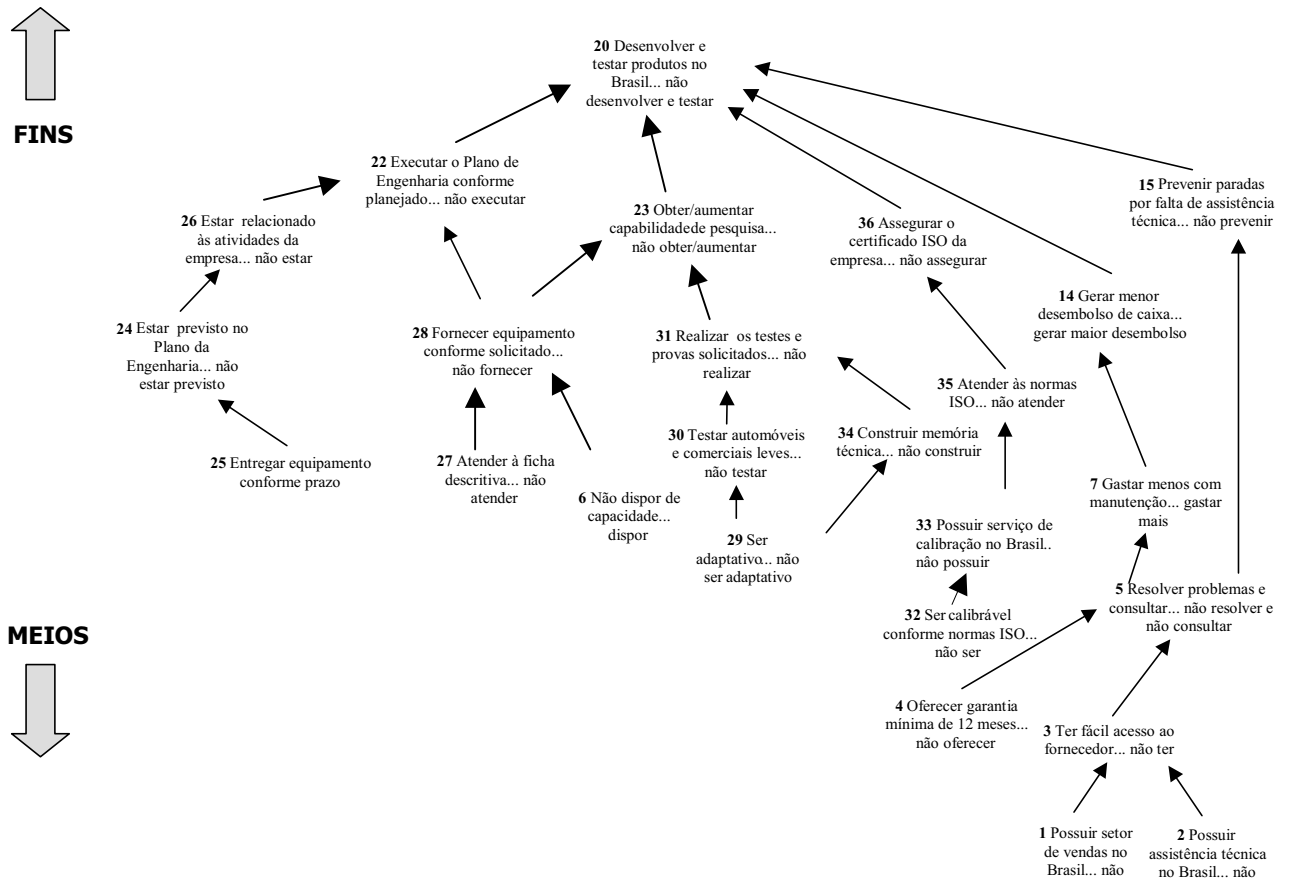 FINS
20 Desenvolver e
testar produtos no
Brasil... não
desenvolver e testar
22 Executar o Plano de
Engenharia conforme
planejado... não executar
15 Prevenir paradas
por falta de assistência
técnica... não prevenir
26 Estar relacionado
às atividades da
empresa... não estar
23 Obter/aumentar
capabilidade de pesquisa...
não obter/aumentar
36 Assegurar o
certificado ISO da
empresa... não assegurar
14 Gerar menor
desembolso de caixa...
gerar maior desembolso
24 Estar previsto no
Plano da
Engenharia... não
estar previsto
28 Fornecer equipamento
conforme solicitado...
não fornecer
31 Realizar os testes e
provas solicitados... não
realizar
35 Atender às normas
ISO... não atender
25 Entregar equipamento
conforme prazo
27 Atender à ficha
descritiva... não
atender
30 Testar automóveis
e comerciais leves...
não testar
34 Construir memória
técnica... não construir
6 Não dispor de
capacidade...
dispor
7 Gastar menos com
manutenção... gastar
mais
29 Ser
adaptativo... não
ser adaptativo
33 Possuir serviço de
calibração no Brasil..
nâo possuir
5 Resolver problemas e
consultar... não resolver e
não consultar
MEIOS
32 Ser calibrável
conforme normas ISO...
não ser
4 Oferecer garantia
mínima de 12 meses...
não oferecer
3 Ter fácil acesso ao
fornecedor... não ter
1 Possuir setor
de vendas no
Brasil... não
2 Possuir
assistência técnica
no Brasil... não